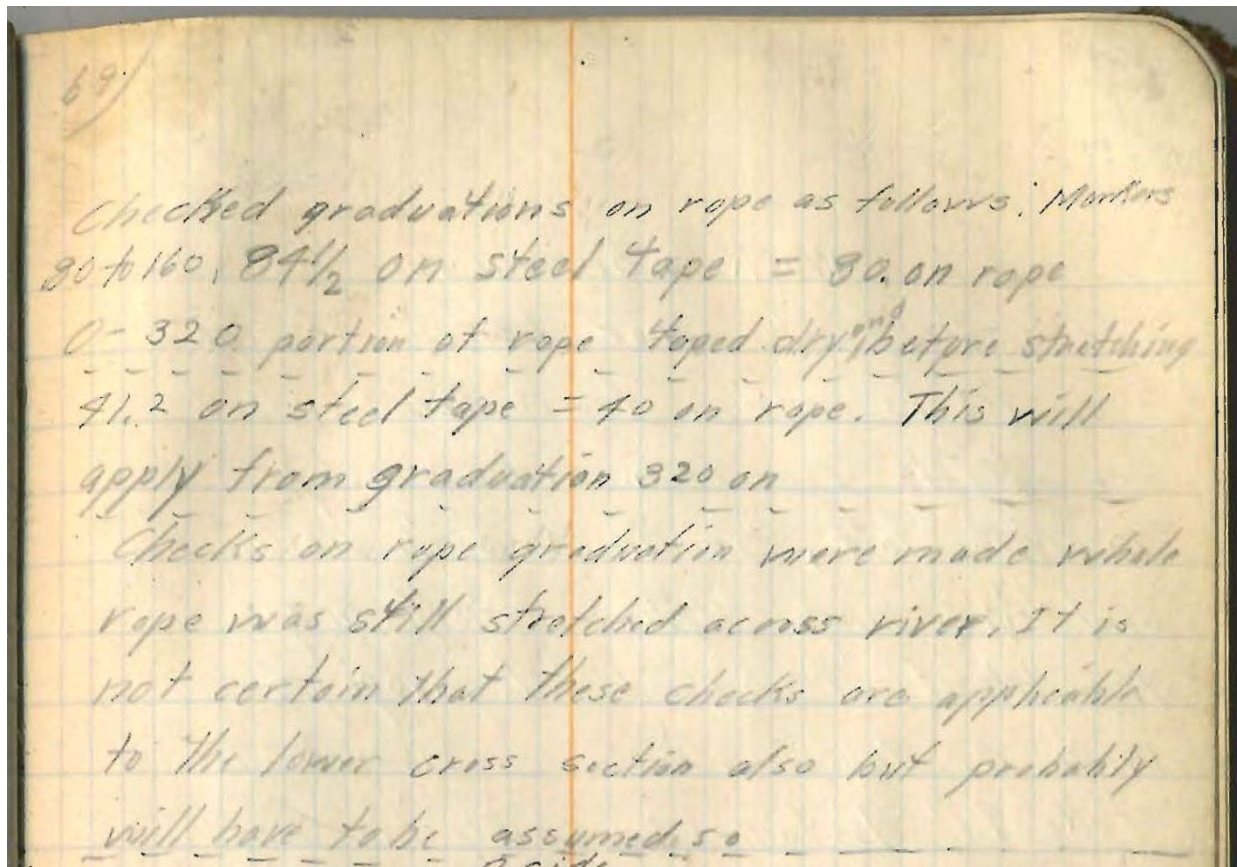 69)
Checked graduations on rope as follows. Markers
80 to 160, 84 1/2 on steel tape = 80. on rope
0- 320 portion of rope taped dry and before stretching
41.2 on steel tape = 40 on rope. This will
apply from graduation 320 on
Checks on rope graduation were made while
rope was still stretched across river. It is
not certain that these checks are applicable
to the lower cross section also but probably
will have to be assumed so